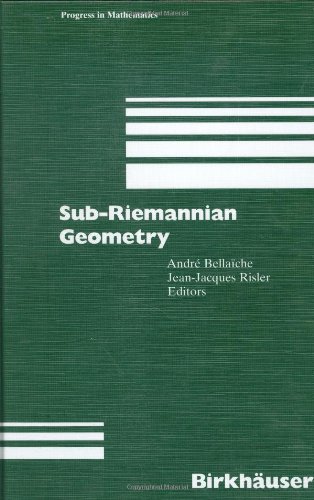 Progress in Mathematics
Sub-Riemannian
Geometry
André Bellaïche
Jean-Jacques Risler
Editors
Birkhäuser